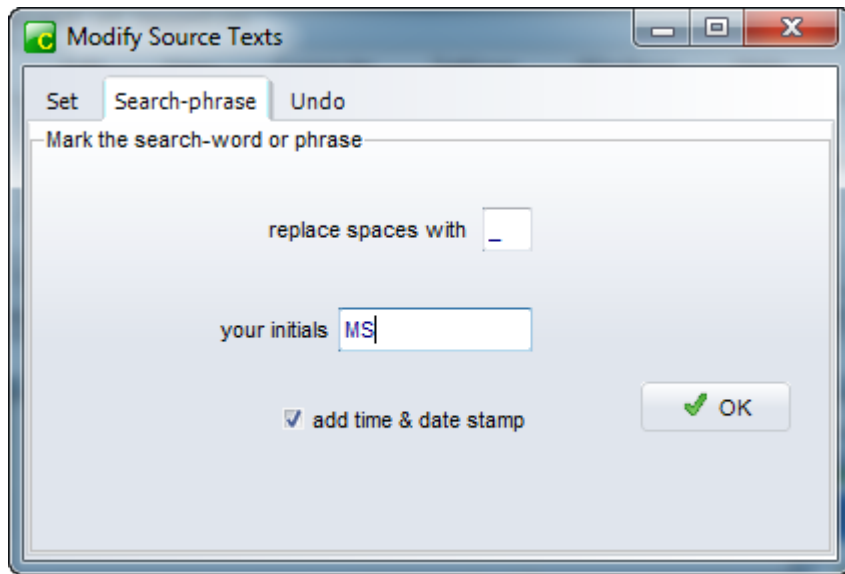 Modify Source Texts
Set Search-phrase Undo
Mark the search-word or phrase
replace spaces with _
your initials MS
add time & date stamp
OK